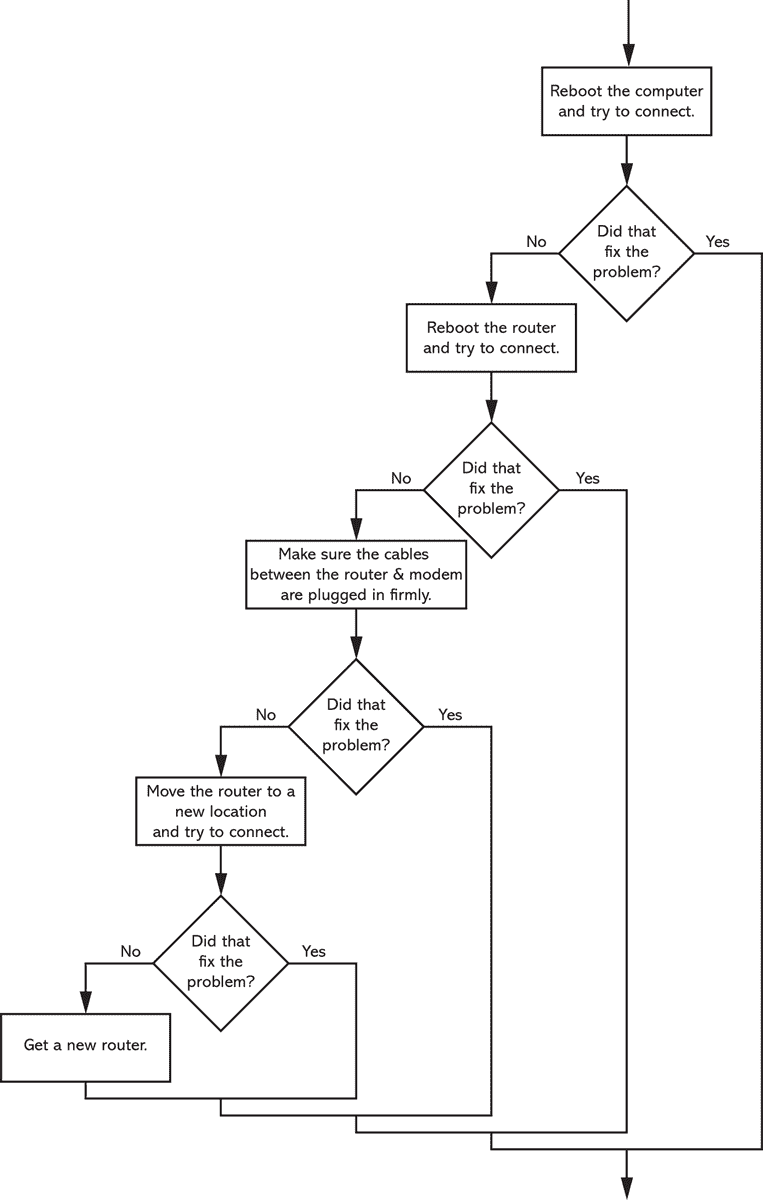 Reboot the computer
and try to connect.
Did that
fix the
problem?
No
Yes
Reboot the router
and try to connect.
Did that
fix the
problem?
No
Yes
Make sure the cables
between the router & modem
are plugged in firmly.
Did that
fix the
problem?
No
Yes
Move the router to a
new location
and try to connect.
Did that
fix the
problem?
No
Yes
Get a new router.